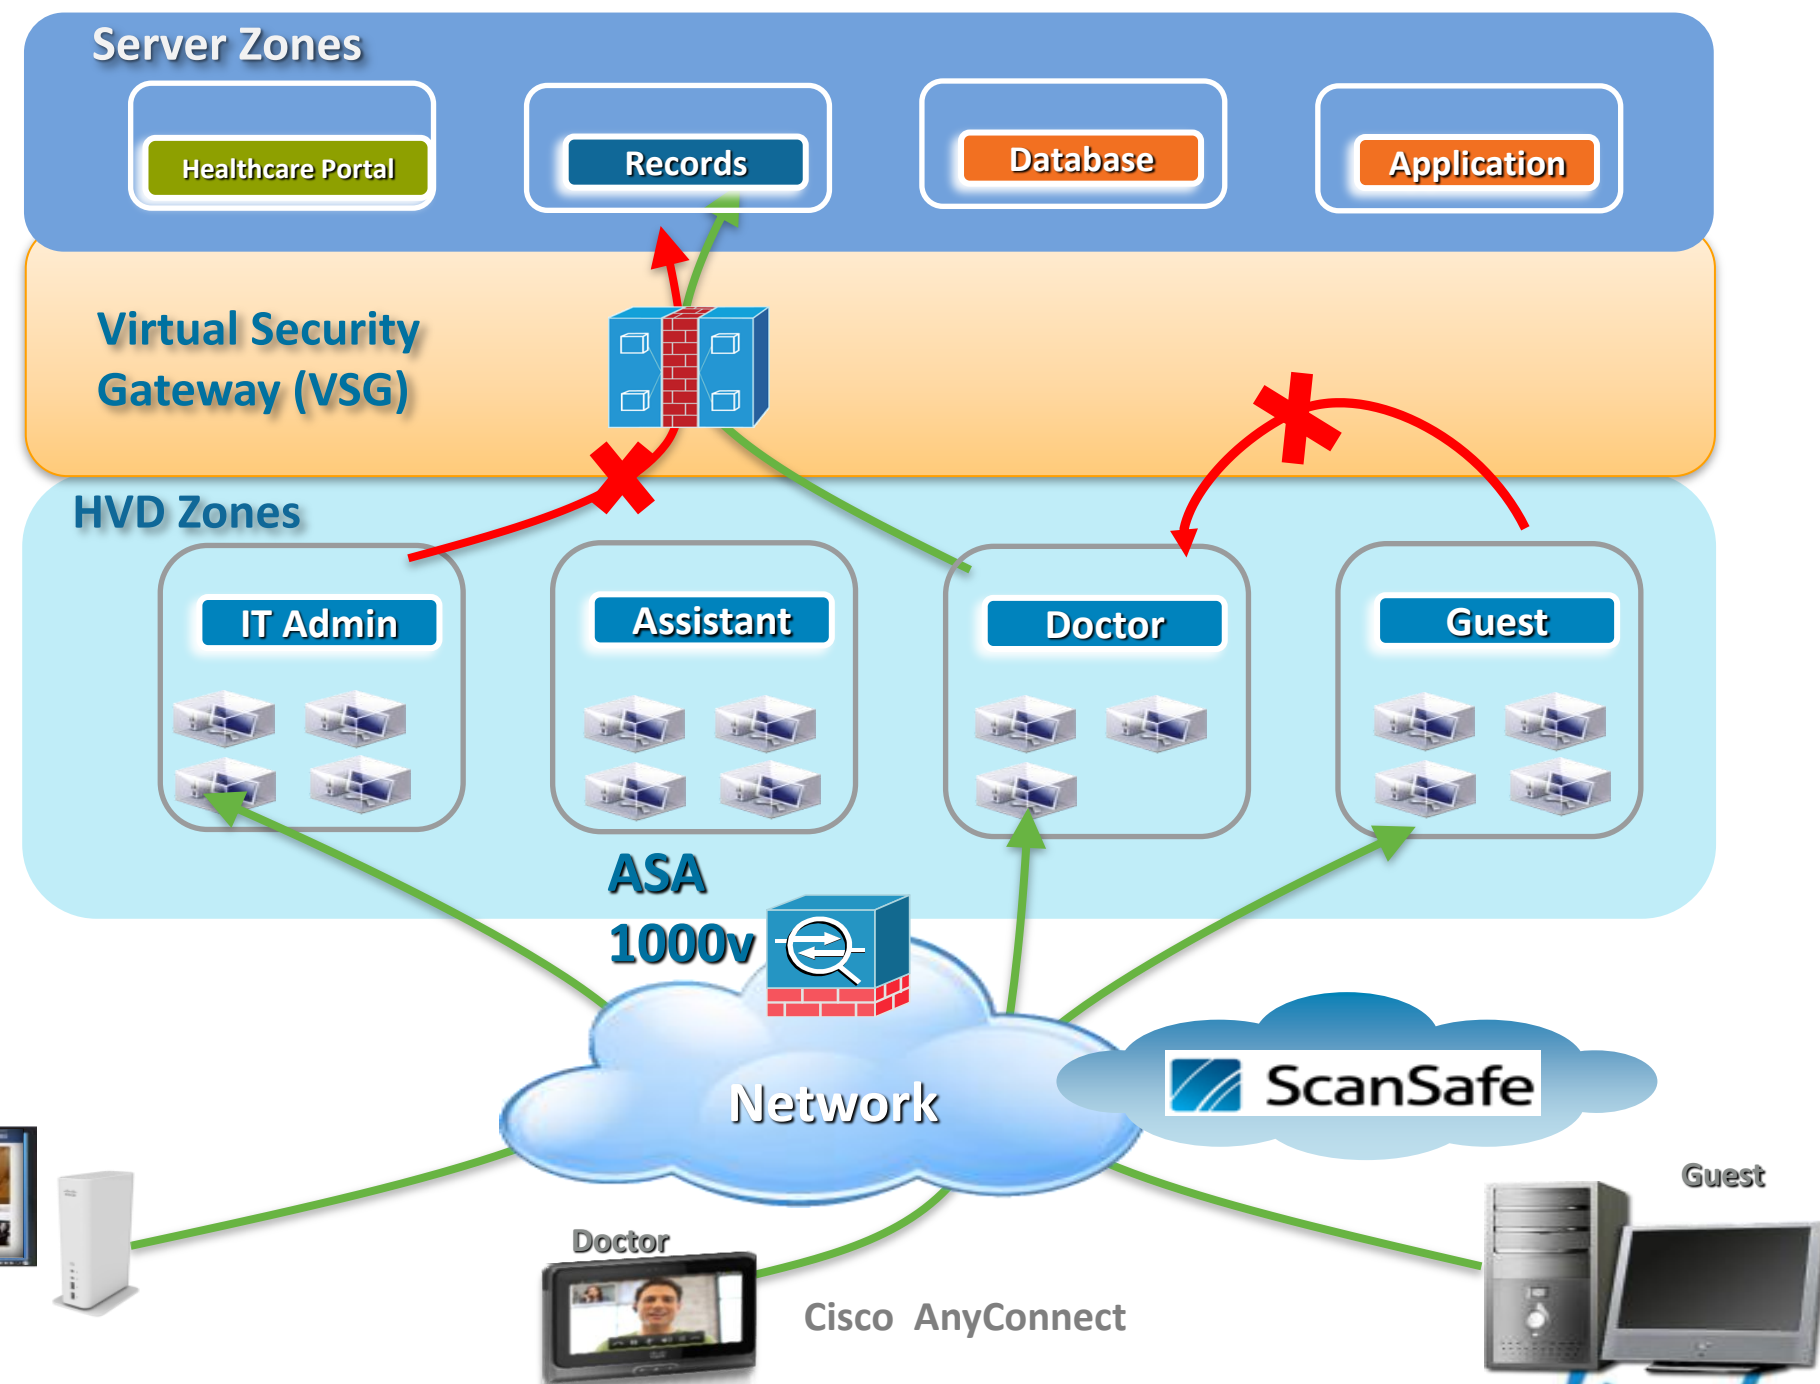 Server Zones
Healthcare Portal
Records
Database
Application
Virtual Security
Gateway (VSG)
HVD Zones
IT Admin
Assistant
Doctor
Guest
ASA
1000v
Network
ScanSafe
Guest
Doctor
Cisco AnyConnect